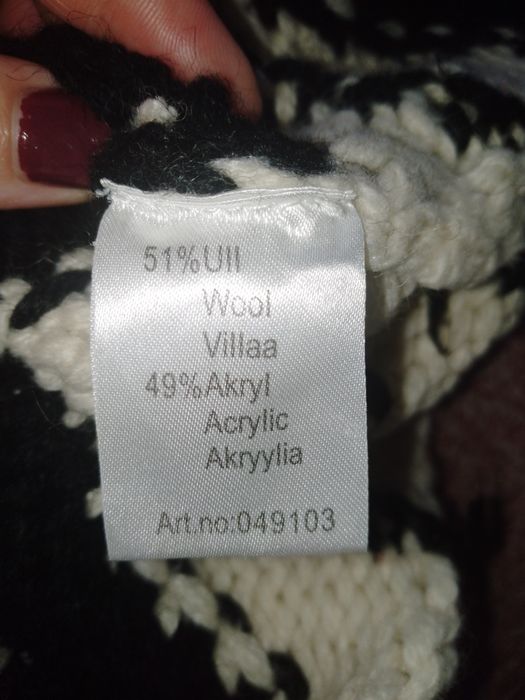 51%Ull
Wool
Villaa
49%Akryl
Acrylic
Akryylia
Art.no:049103